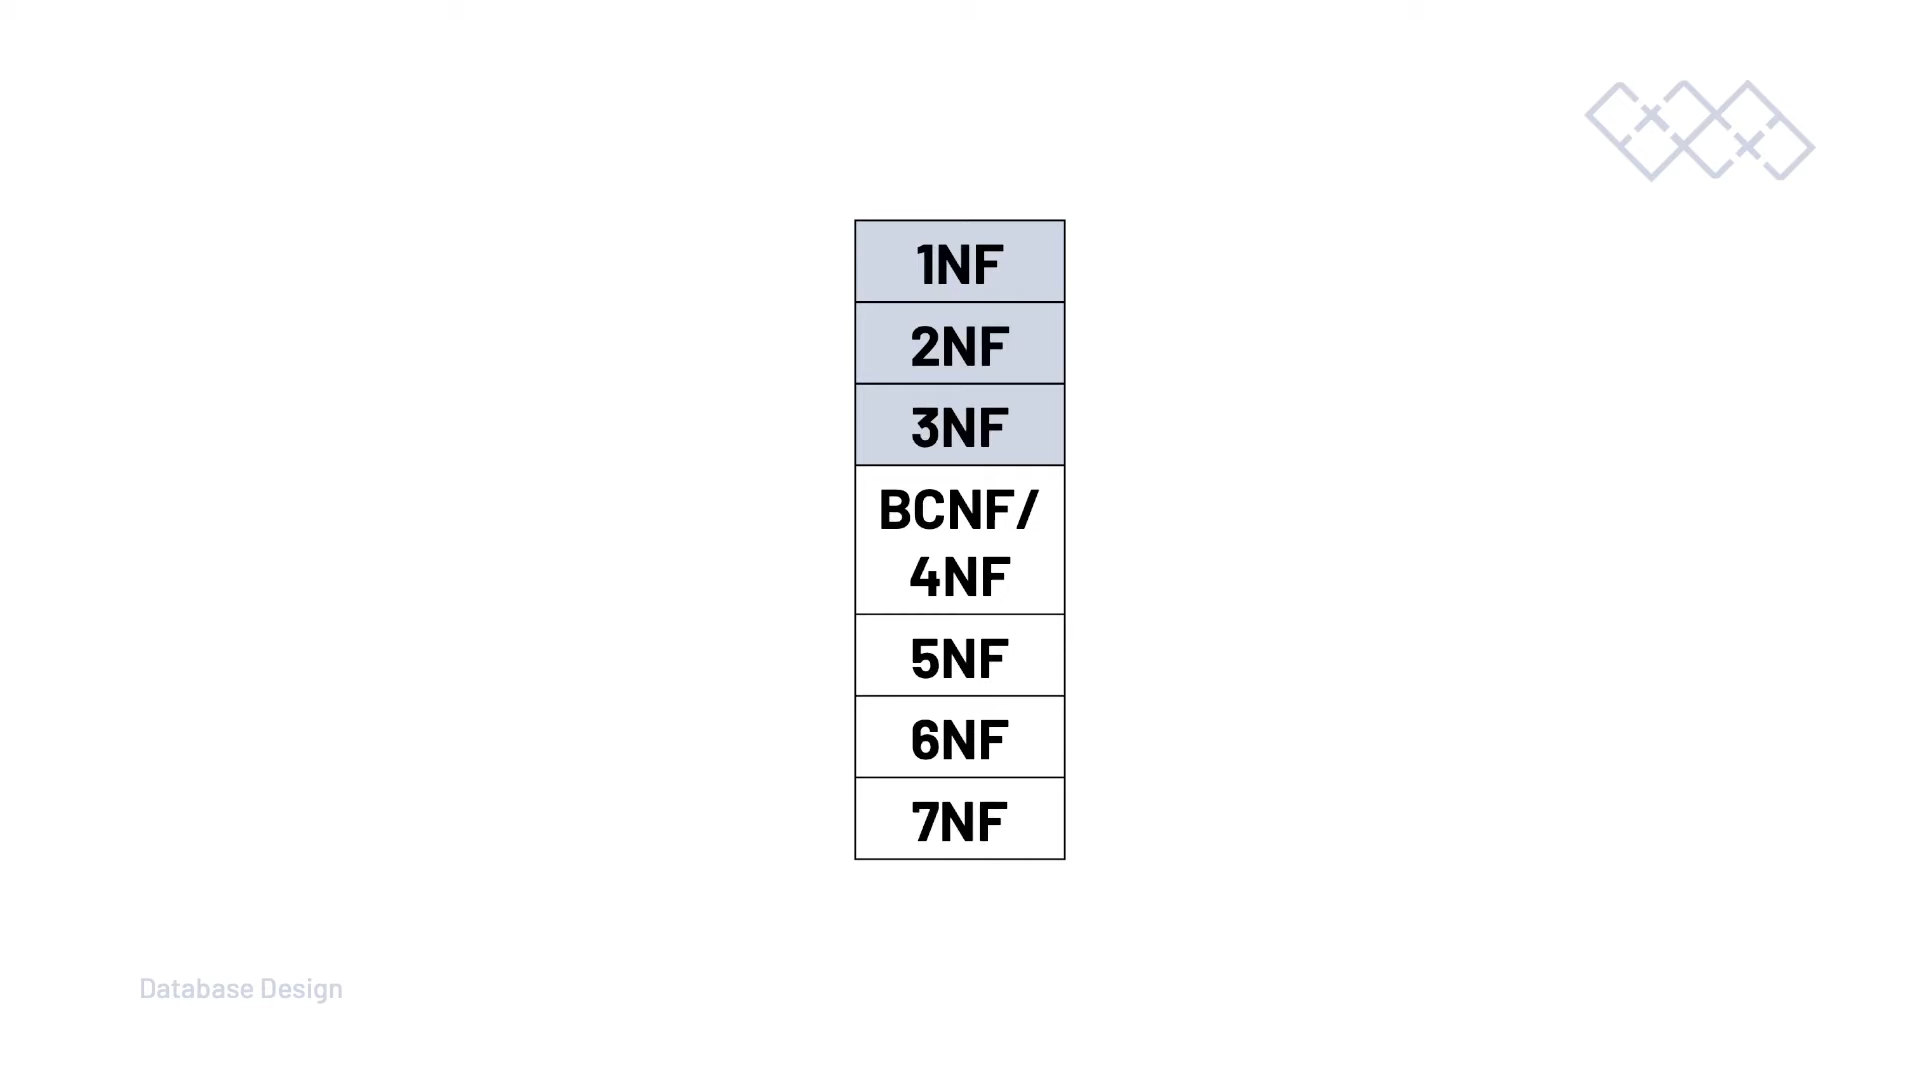 1NF
2NF
3NF
BCNF/
4NF
5NF
6NF
7NF
Database Design